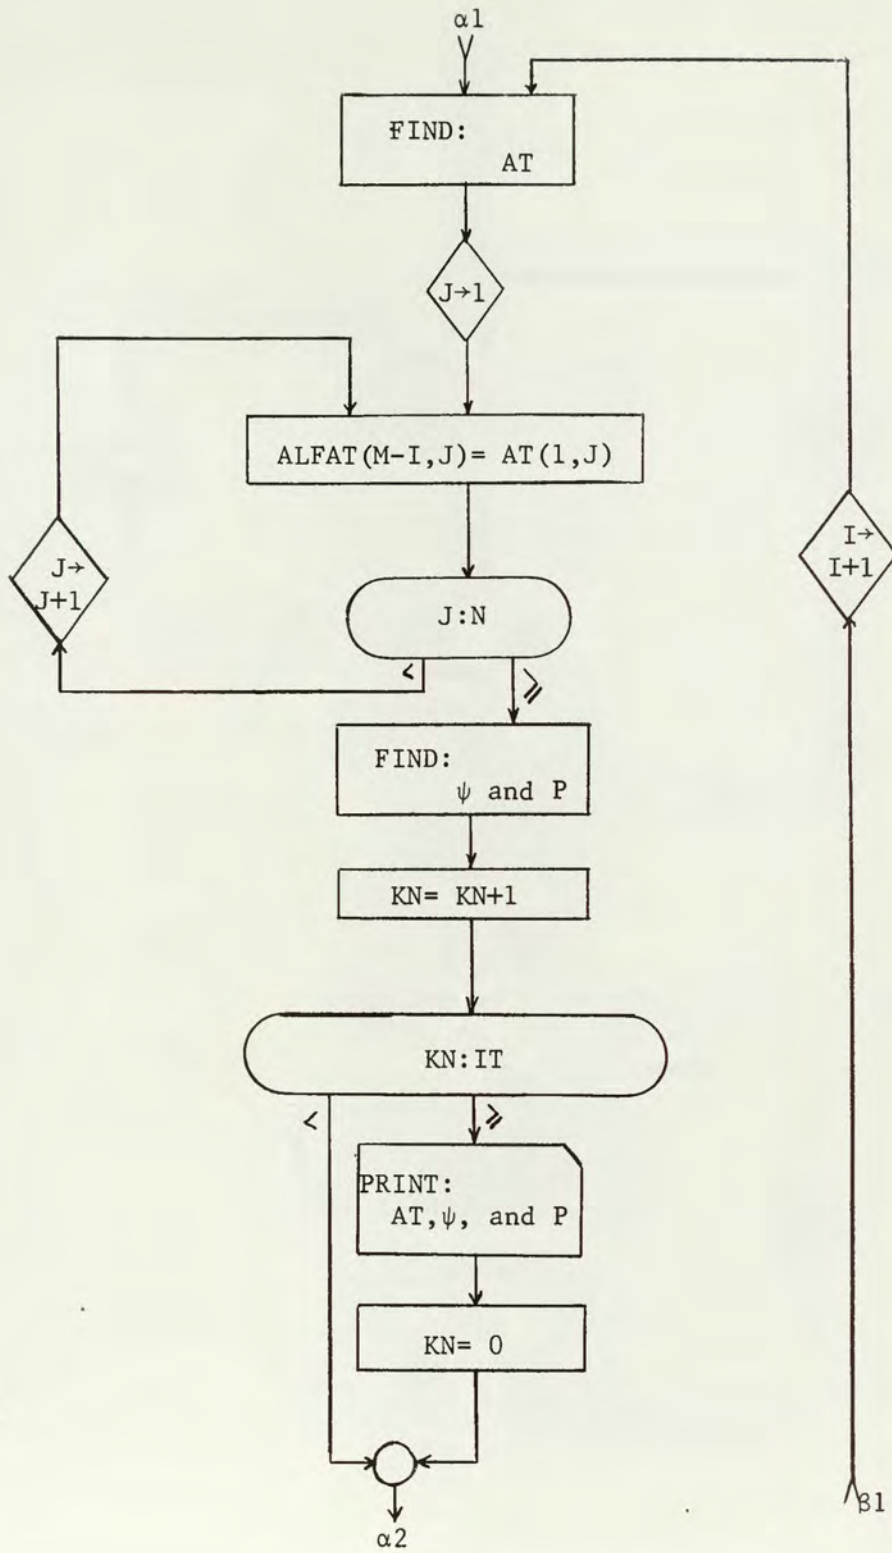 α1
FIND:
AT
J→1
ALFAT(M-I,J)= AT(1,J)
J→
J+1
I→
I+1
J:N
< ⩾
FIND:
ψ and P
KN= KN+1
KN:IT
< ⩾
PRINT:
AT,ψ, and P
KN= 0
β1
α2